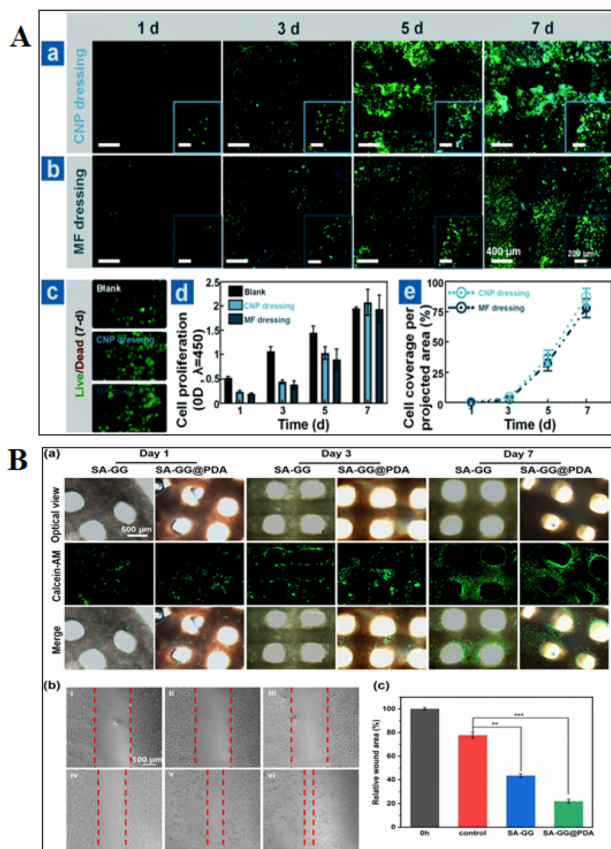 A
1 d 3 d 5 d 7 d
a
CNP dressing
b
MF dressing
400 μm 200 μm
c
Live/Dead (7-d)
Blank
CNP dressing
d
Cell proliferation
(OD, λ=450)
2.5
2.0
1.5
1.0
0.5
0.0
Blank
CNP dressing
MF dressing
1 3 5 7
Time (d)
e
Cell coverage per
projected area (%)
100
75
50
25
0
CNP dressing
MF dressing
1 3 5 7
Time (d)
B
(a)
Day 1 Day 3 Day 7
SA-GG SA-GG@PDA SA-GG SA-GG@PDA SA-GG SA-GG@PDA
Optical view
500 μm
Calcein-AM
Merge
(b)
i ii iii
100 μm
iv v vi
(c)
Relative wound area (%)
100
80
60
40
20
0
** ***
0h control SA-GG SA-GG@PDA